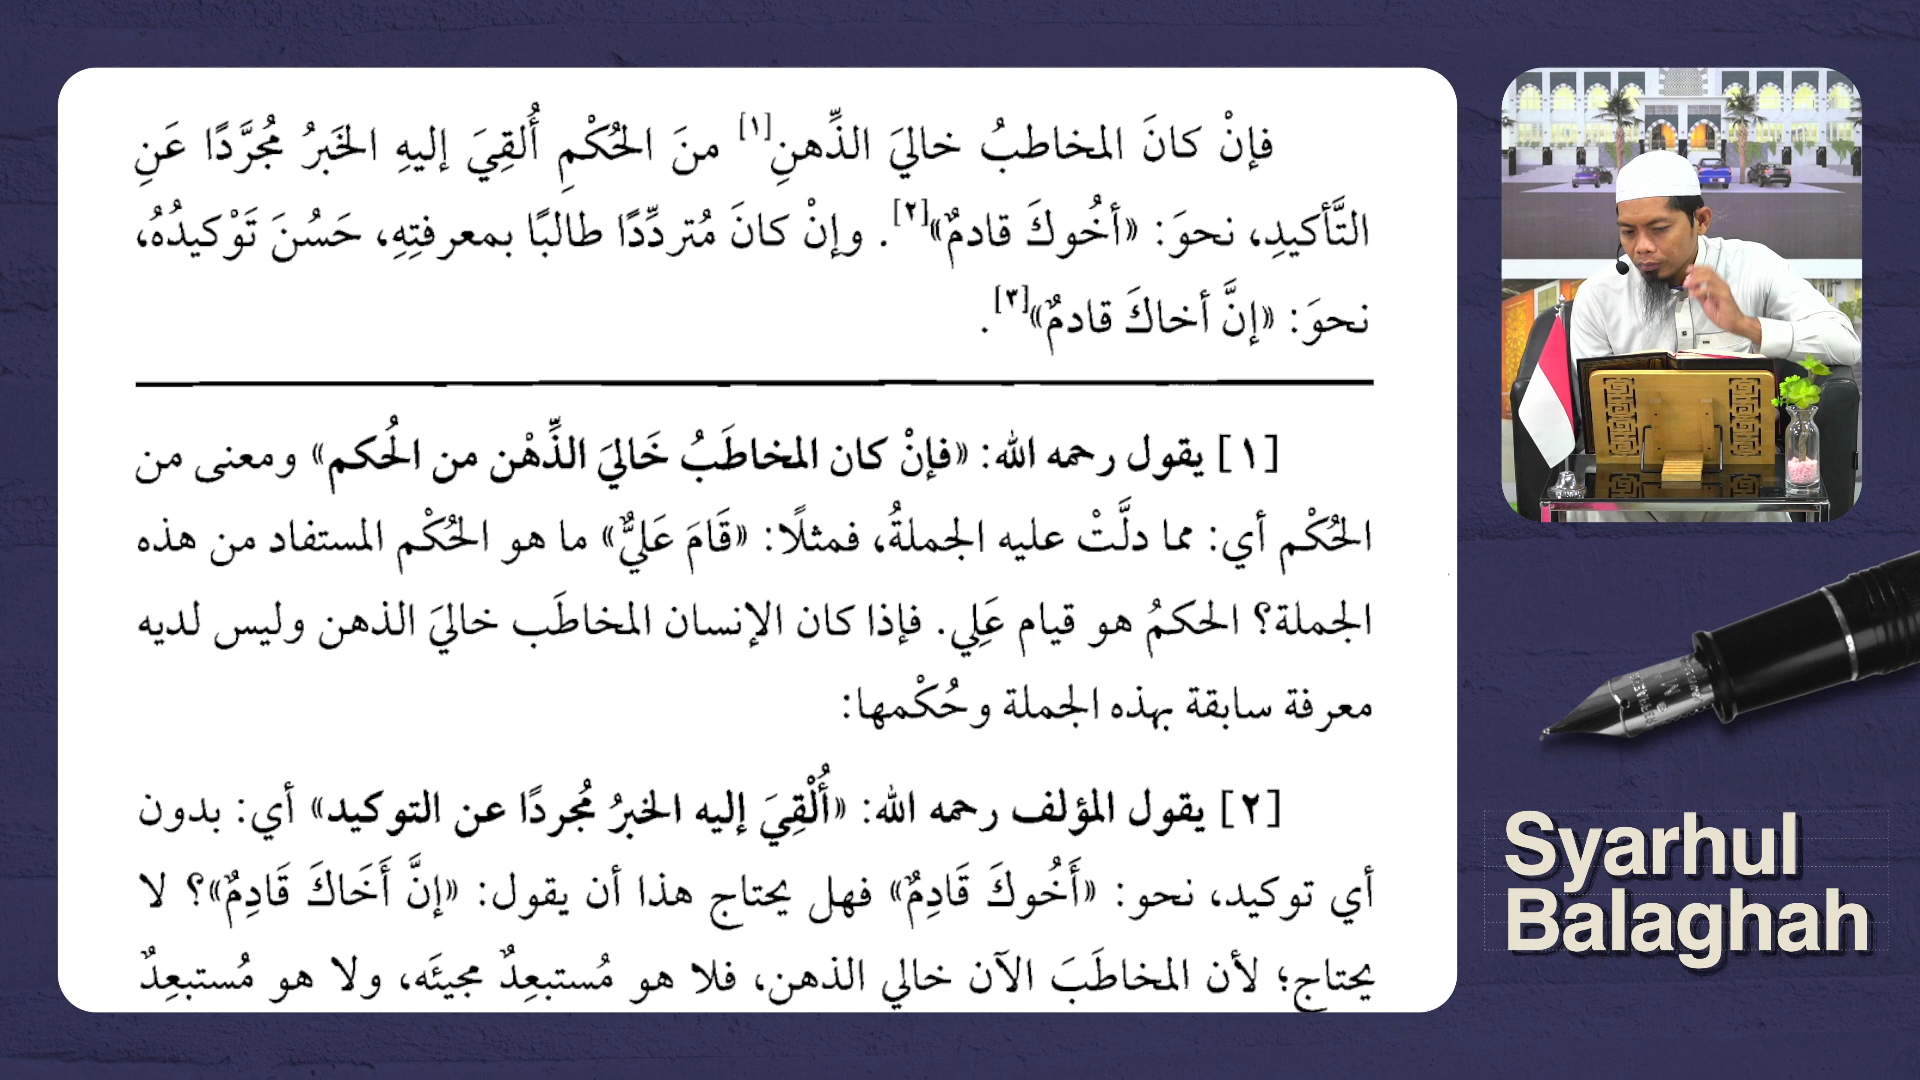 فإنْ كانَ المخاطبُ خاليَ الذِّهنِ[١] منَ الحُكْمِ أُلقِيَ إليهِ الخَبرُ مُجرَّدًا عَنِ
التَّأكيدِ، نحوَ: «أخُوكَ قادمٌ»[٢]. وإنْ كانَ مُتردِّدًا طالبًا بمعرفتِهِ، حَسُنَ تَوْكيدُهُ،
نحوَ: «إنَّ أخاكَ قادمٌ»[٣].
[١] يقول رحمه الله: «فإنْ كان المخاطَبُ خَاليَ الذِّهْن من الحُكم» ومعنى من
الحُكْم أي: مما دلَّتْ عليه الجملةُ، فمثلًا: «قَامَ عَليٌّ» ما هو الحُكْم المستفاد من هذه
الجملة؟ الحكمُ هو قيام عَلِي. فإذا كان الإنسان المخاطَب خاليَ الذهن وليس لديه
معرفة سابقة بهذه الجملة وحُكْمها:
[٢] يقول المؤلف رحمه الله: «أُلْقِيَ إليه الخبرُ مُجردًا عن التوكيد» أي: بدون
أي توكيد، نحو: «أَخُوكَ قَادِمٌ» فهل يحتاج هذا أن يقول: «إنَّ أَخَاكَ قَادِمٌ»؟ لا
يحتاج؛ لأن المخاطَبَ الآن خالي الذهن، فلا هو مُستبعِدٌ مجيئَه، ولا هو مُستبعِدٌ
Syarhul
Balaghah